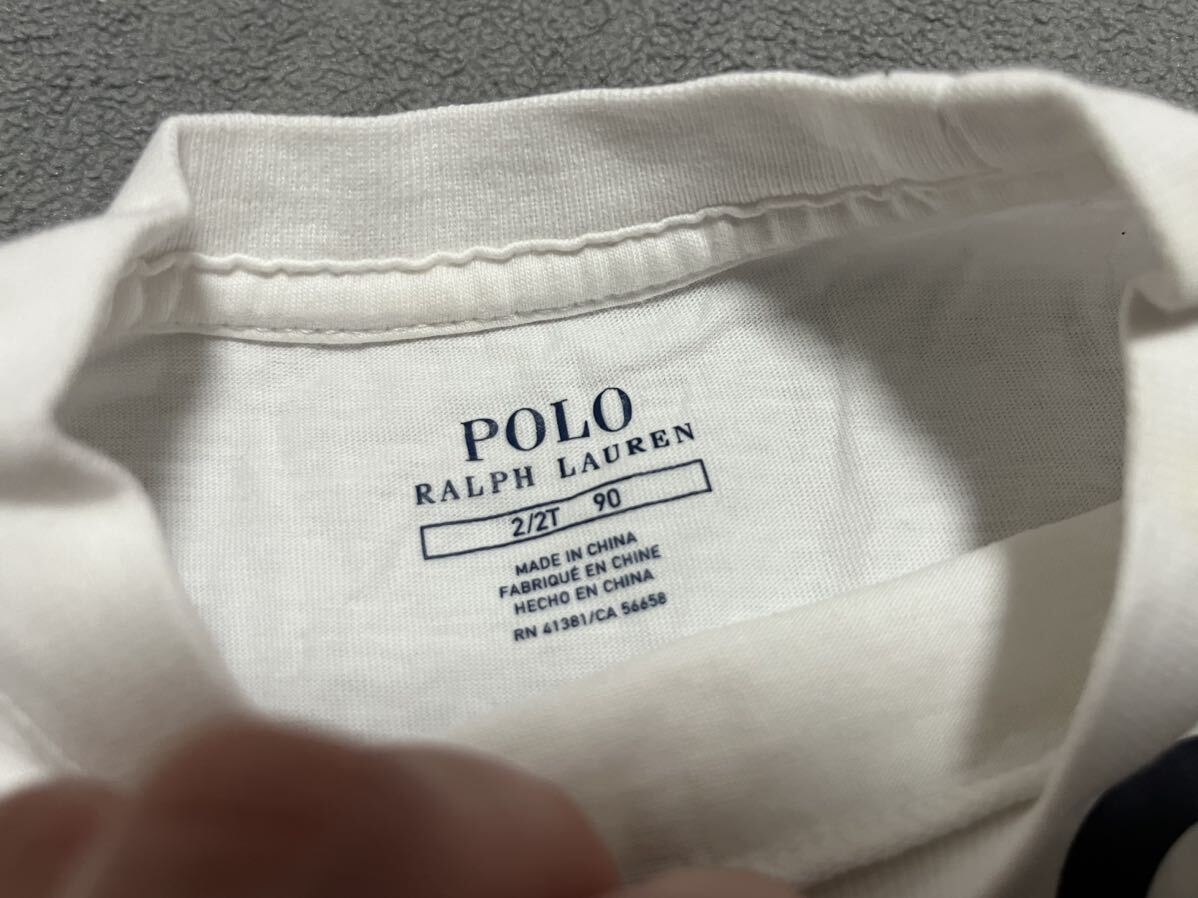 POLO
RALPH LAUREN
2/2T 90
MADE IN CHINA
FABRIQUÉ EN CHINE
HECHO EN CHINA
RN 41381/CA 56658